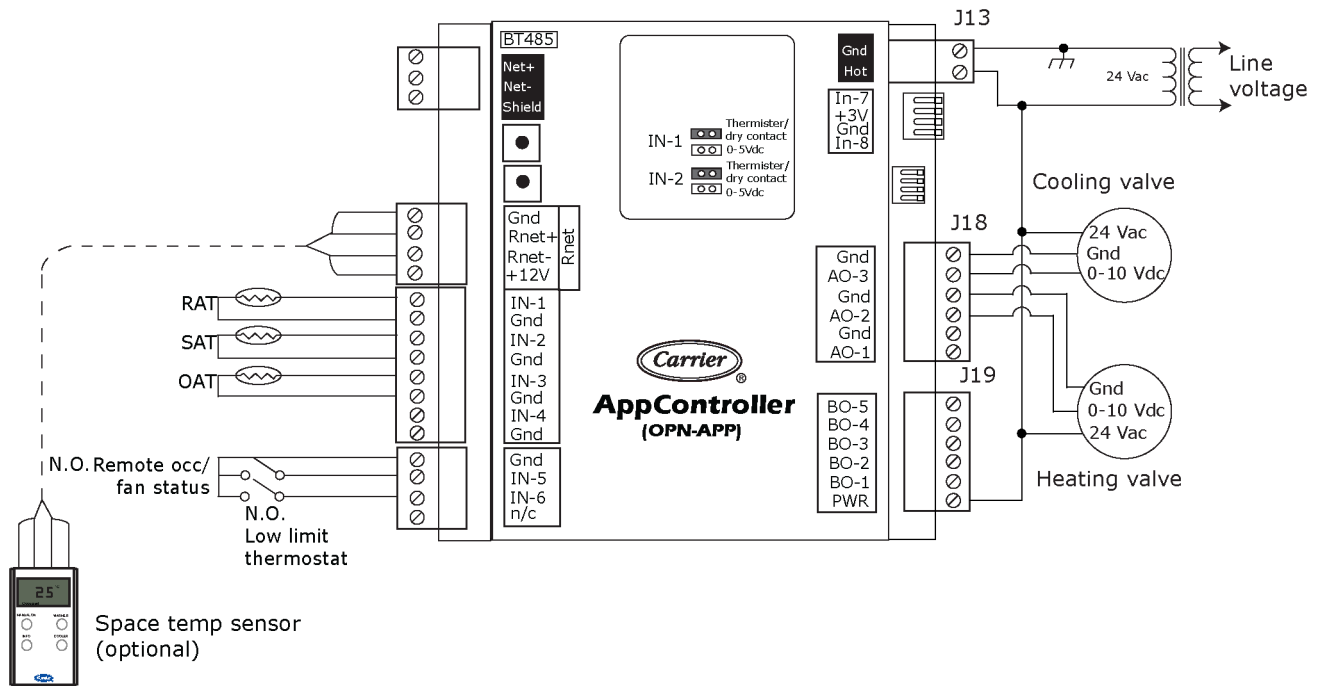 J13
BT485
Net+
Net-
Shield
Gnd
Hot
24 Vac
Line
voltage
In-7
+3V
Gnd
In-8
IN-1
Thermister/
dry contact
0-5Vdc
IN-2
Thermister/
dry contact
0-5Vdc
Cooling valve
24 Vac
Gnd
0-10 Vdc
Gnd
Rnet+
Rnet-
+12V
Rnet
J18
Gnd
AO-3
Gnd
AO-2
Gnd
AO-1
RAT
SAT
OAT
IN-1
Gnd
IN-2
Gnd
IN-3
Gnd
IN-4
Gnd
Carrier
®
AppController
(OPN-APP)
J19
BO-5
BO-4
BO-3
BO-2
BO-1
PWR
Gnd
0-10 Vdc
24 Vac
Heating valve
N.O. Remote occ/
fan status
Gnd
IN-5
IN-6
n/c
N.O.
Low limit
thermostat
25
Carrier
Space temp sensor
(optional)